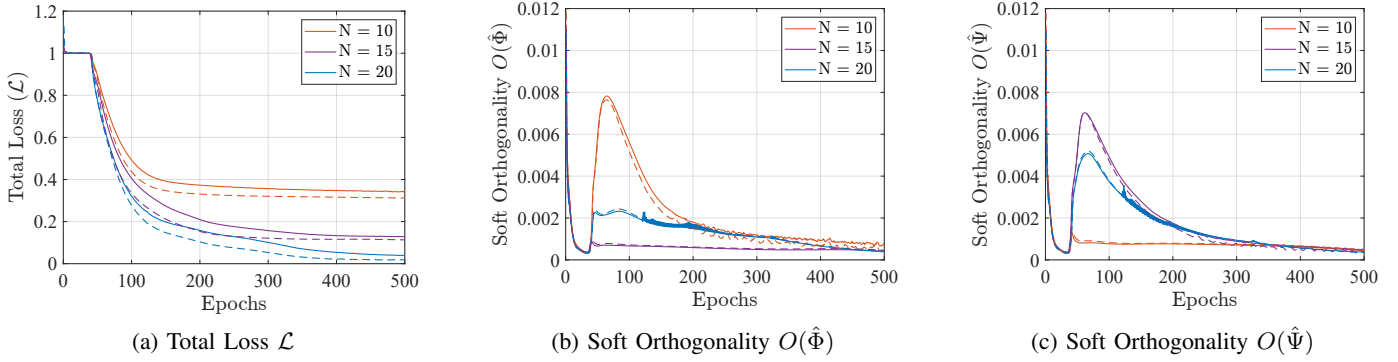 1.2
1
0.8
0.6
0.4
0.2
0
Total Loss (ℒ)
0 100 200 300 400 500
Epochs
N = 10
N = 15
N = 20
(a) Total Loss ℒ
0.012
0.01
0.008
0.006
0.004
0.002
0
Soft Orthogonality O(Φ̂)
0 100 200 300 400 500
Epochs
N = 10
N = 15
N = 20
(b) Soft Orthogonality O(Φ̂)
0.012
0.01
0.008
0.006
0.004
0.002
0
Soft Orthogonality O(Ψ̂)
0 100 200 300 400 500
Epochs
N = 10
N = 15
N = 20
(c) Soft Orthogonality O(Ψ̂)